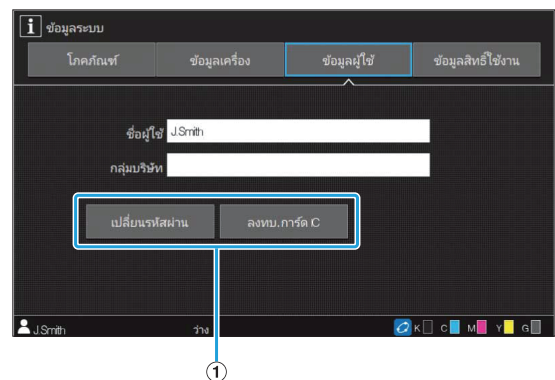 ข้อมูลระบบ
โภคภัณฑ์ ข้อมูลเครื่อง ข้อมูลผู้ใช้ ข้อมูลสิทธิ์ใช้งาน
ชื่อผู้ใช้ J.Smith
กลุ่มบริษัท
เปลี่ยนรหัสผ่าน ลงทบ.การ์ด IC
J.Smith ว่าง K C M Y G
1